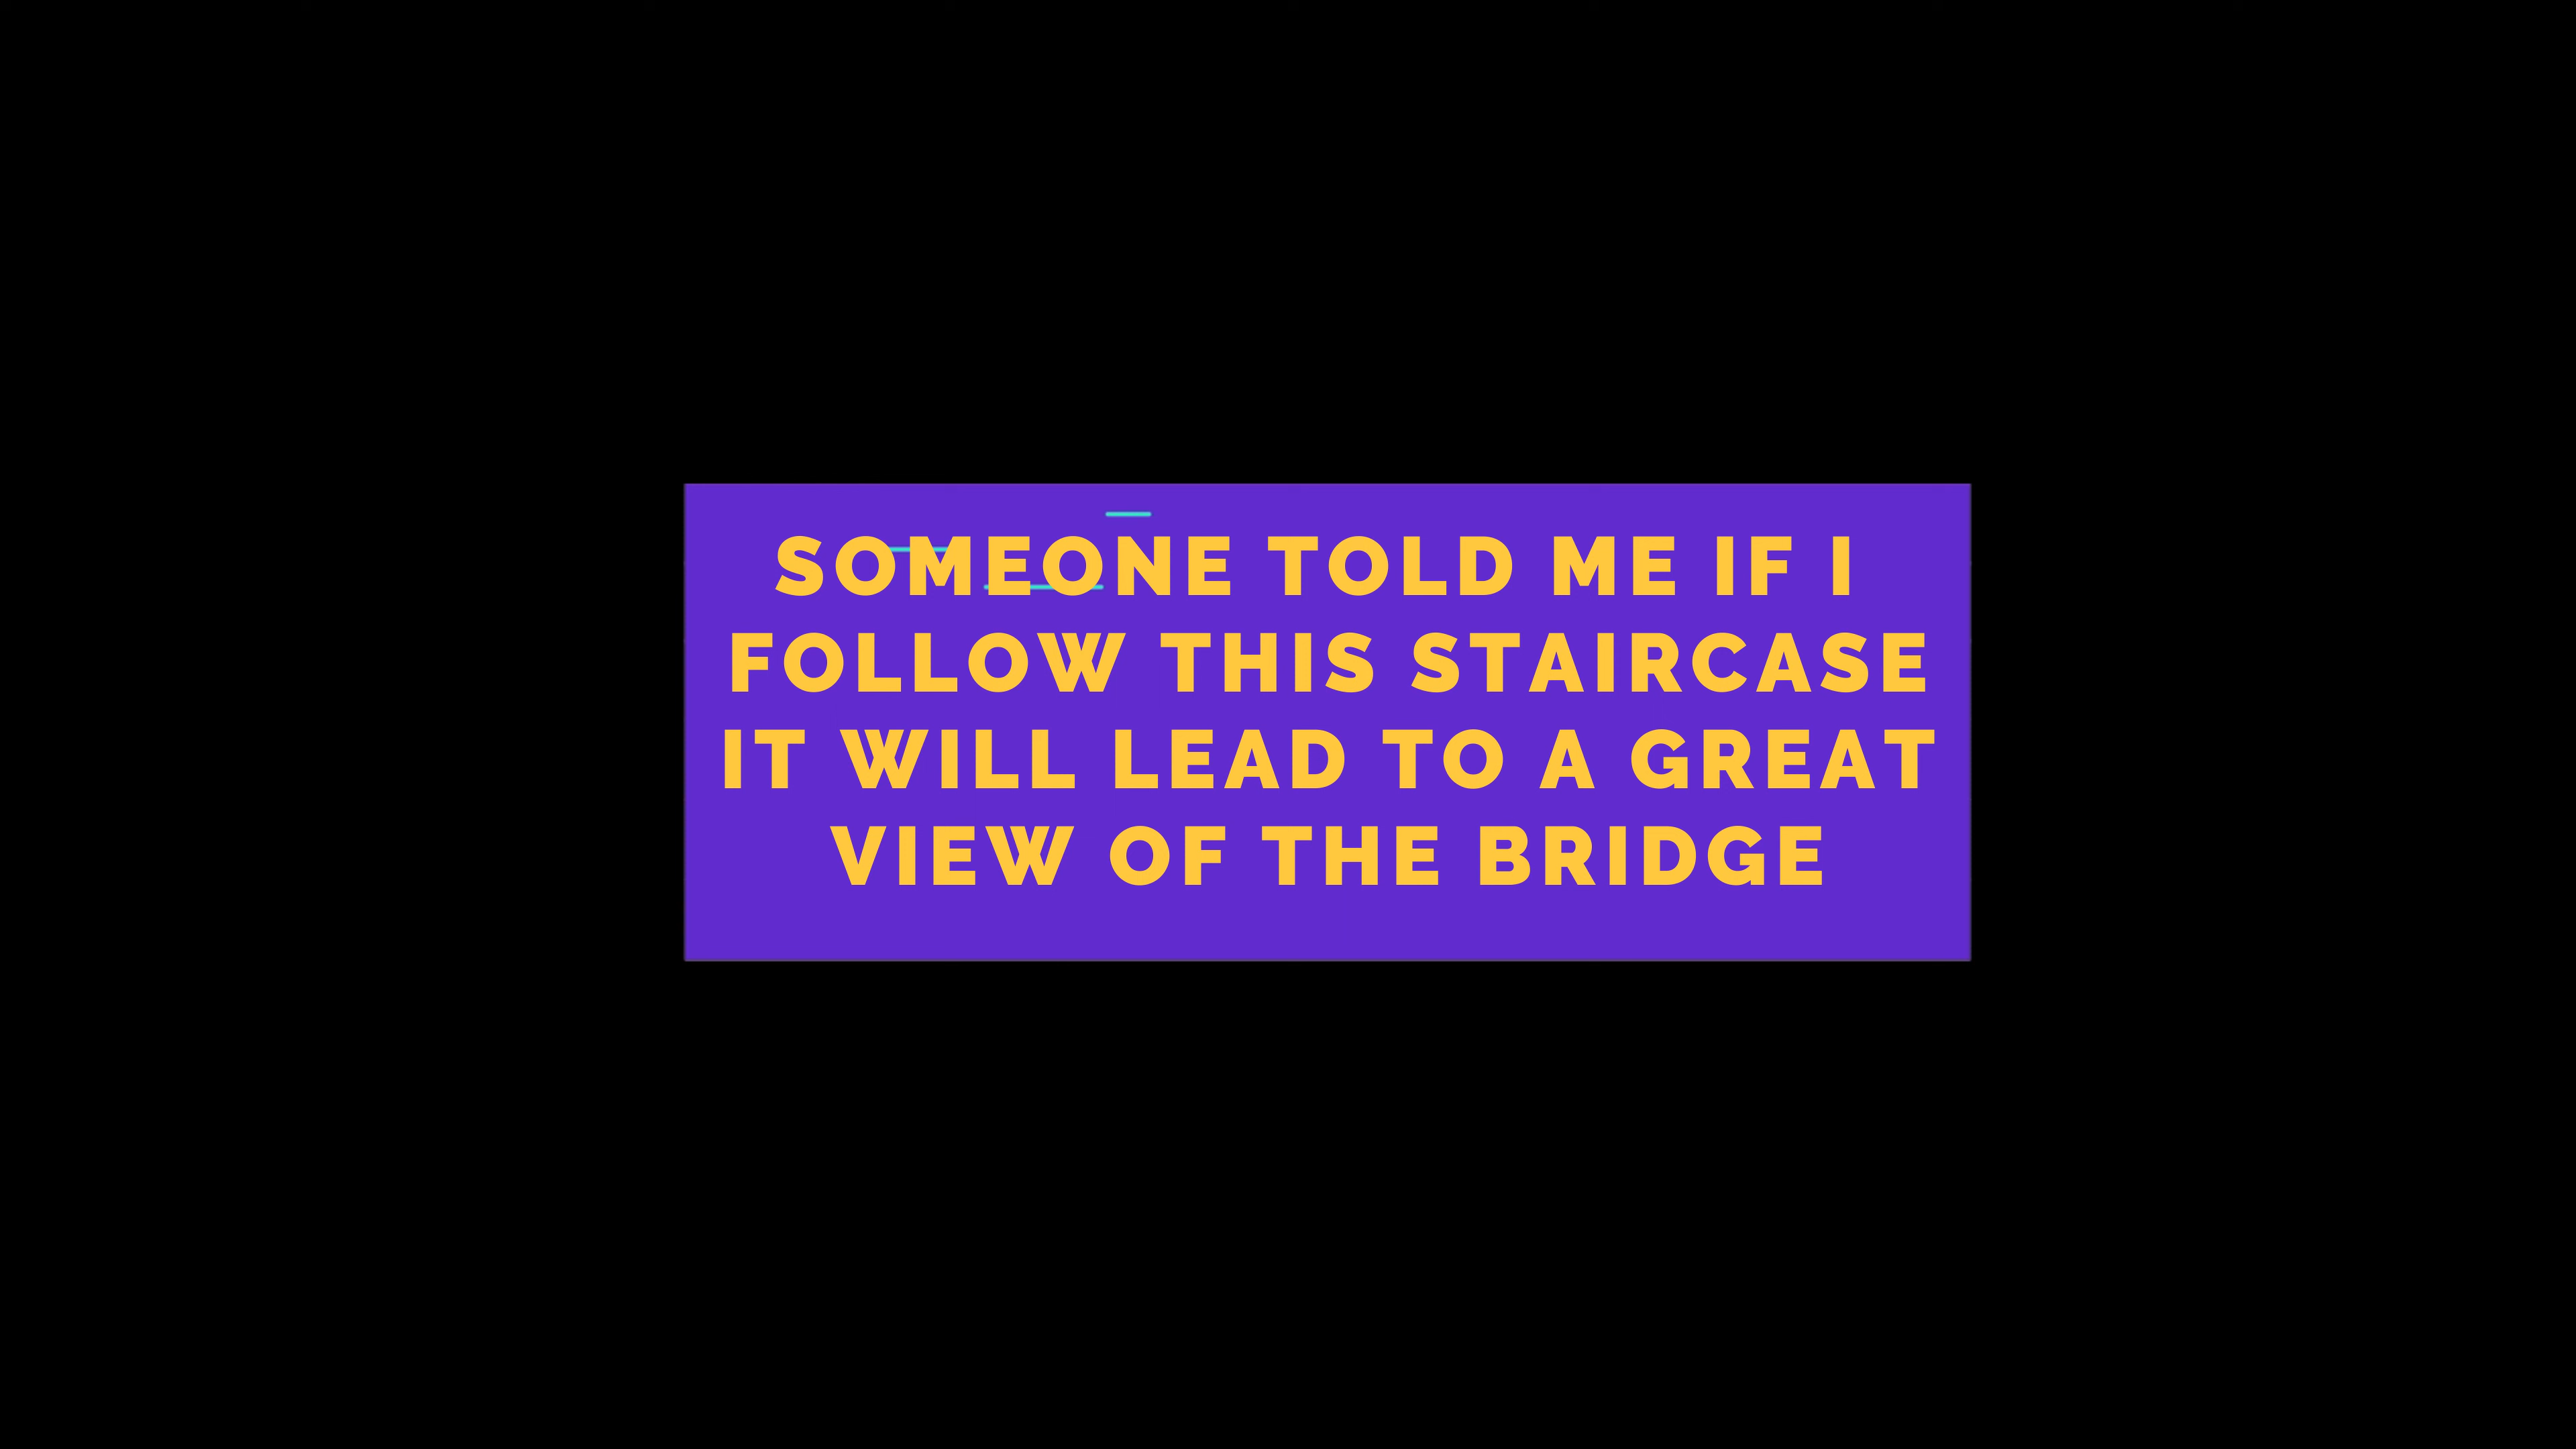 SOMEONE TOLD ME IF I
FOLLOW THIS STAIRCASE
IT WILL LEAD TO A GREAT
VIEW OF THE BRIDGE